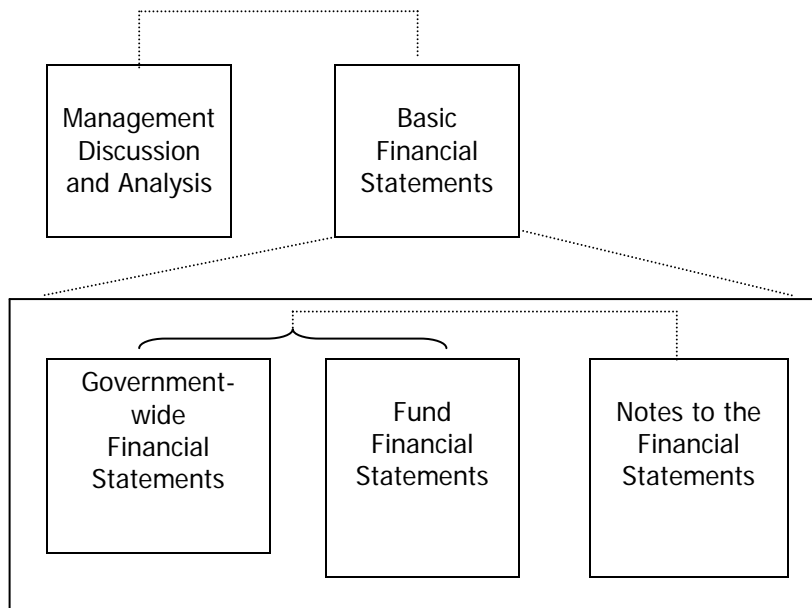 Management
Discussion
and Analysis
Basic
Financial
Statements
Government-
wide
Financial
Statements
Fund
Financial
Statements
Notes to the
Financial
Statements